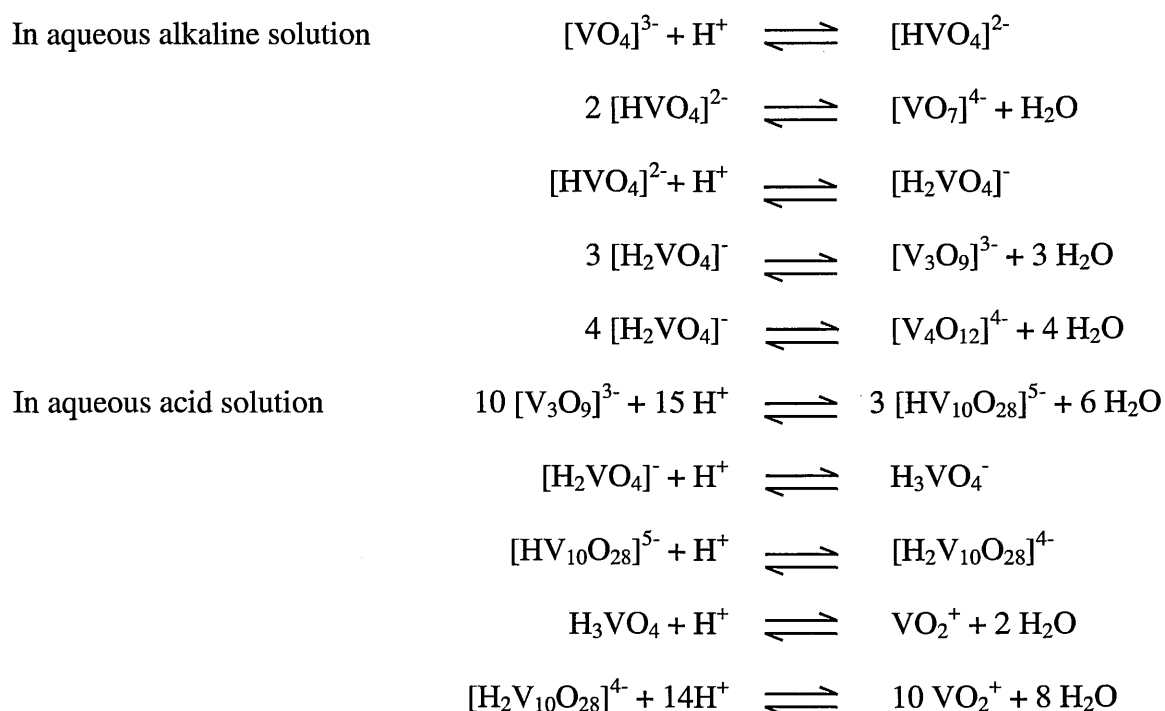 In aqueous alkaline solution [VO₄]³⁻ + H⁺ ⇌ [HVO₄]²⁻
2 [HVO₄]²⁻ ⇌ [VO₇]⁴⁻ + H₂O
[HVO₄]²⁻+ H⁺ ⇌ [H₂VO₄]⁻
3 [H₂VO₄]⁻ ⇌ [V₃O₉]³⁻ + 3 H₂O
4 [H₂VO₄]⁻ ⇌ [V₄O₁₂]⁴⁻ + 4 H₂O
In aqueous acid solution 10 [V₃O₉]³⁻ + 15 H⁺ ⇌ 3 [HV₁₀O₂₈]⁵⁻ + 6 H₂O
[H₂VO₄]⁻ + H⁺ ⇌ H₃VO₄⁻
[HV₁₀O₂₈]⁵⁻ + H⁺ ⇌ [H₂V₁₀O₂₈]⁴⁻
H₃VO₄ + H⁺ ⇌ VO₂⁺ + 2 H₂O
[H₂V₁₀O₂₈]⁴⁻ + 14H⁺ ⇌ 10 VO₂⁺ + 8 H₂O